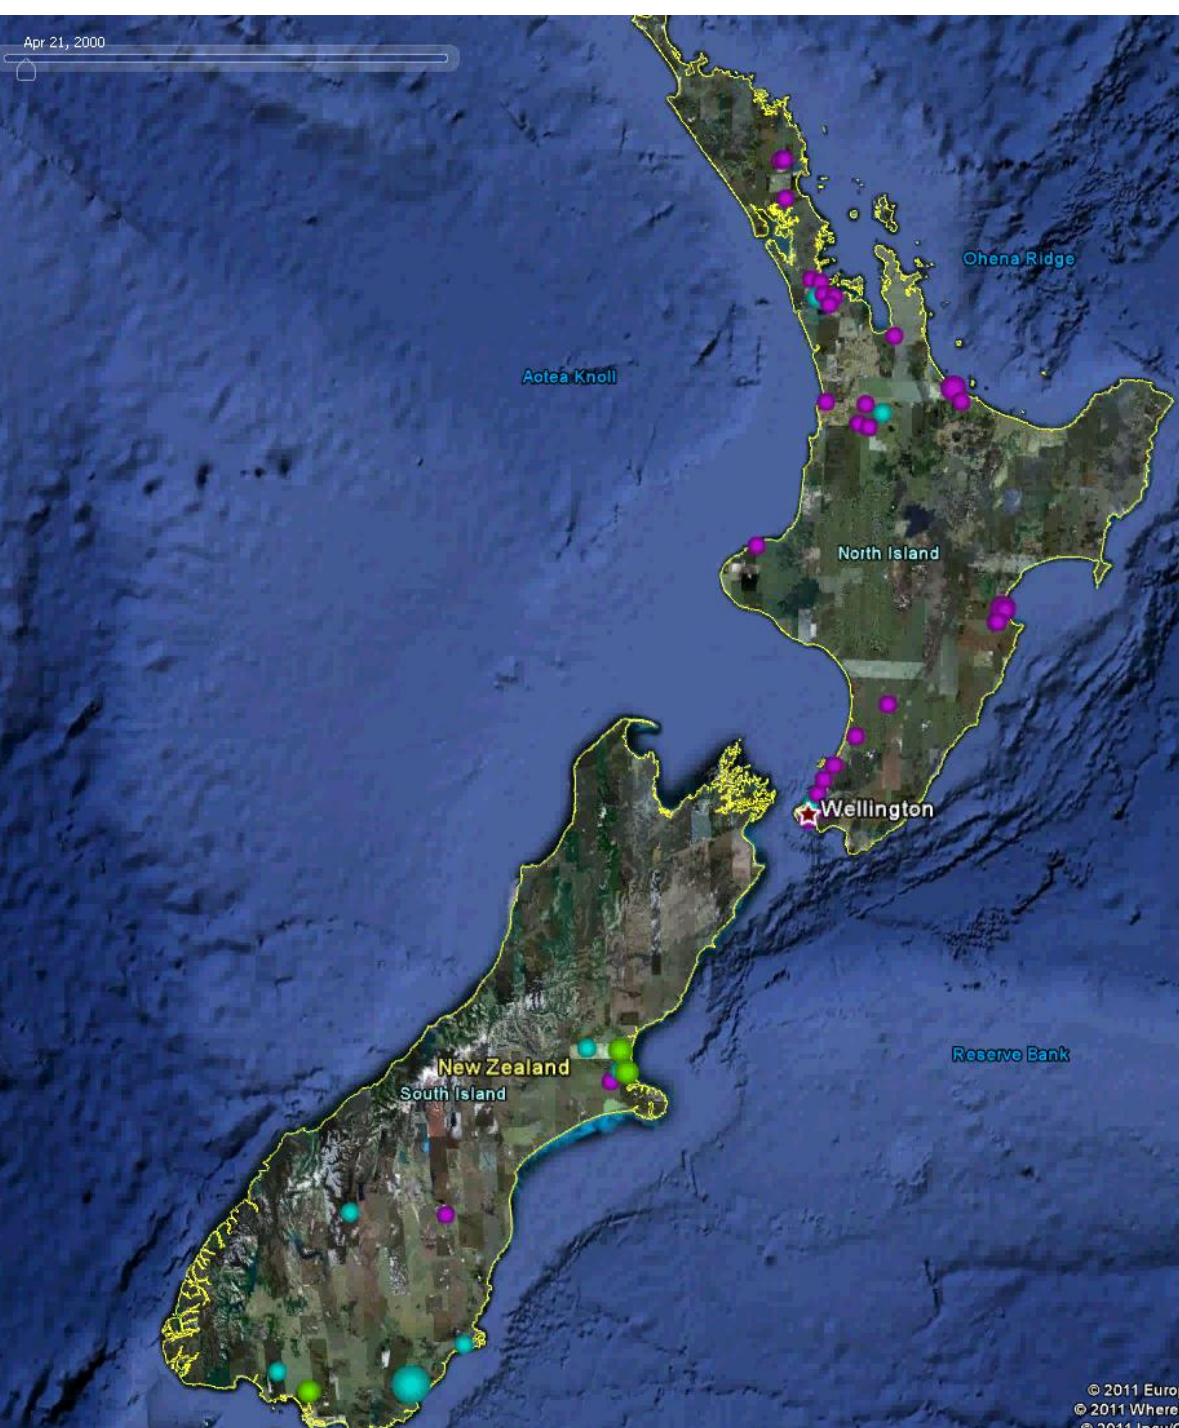 Apr 21, 2000
Ohena Ridge
Aotea Knoll
North Island
Wellington
New Zealand
South Island
Reserve Bank
© 2011 Euro
© 2011 Where
© 2011